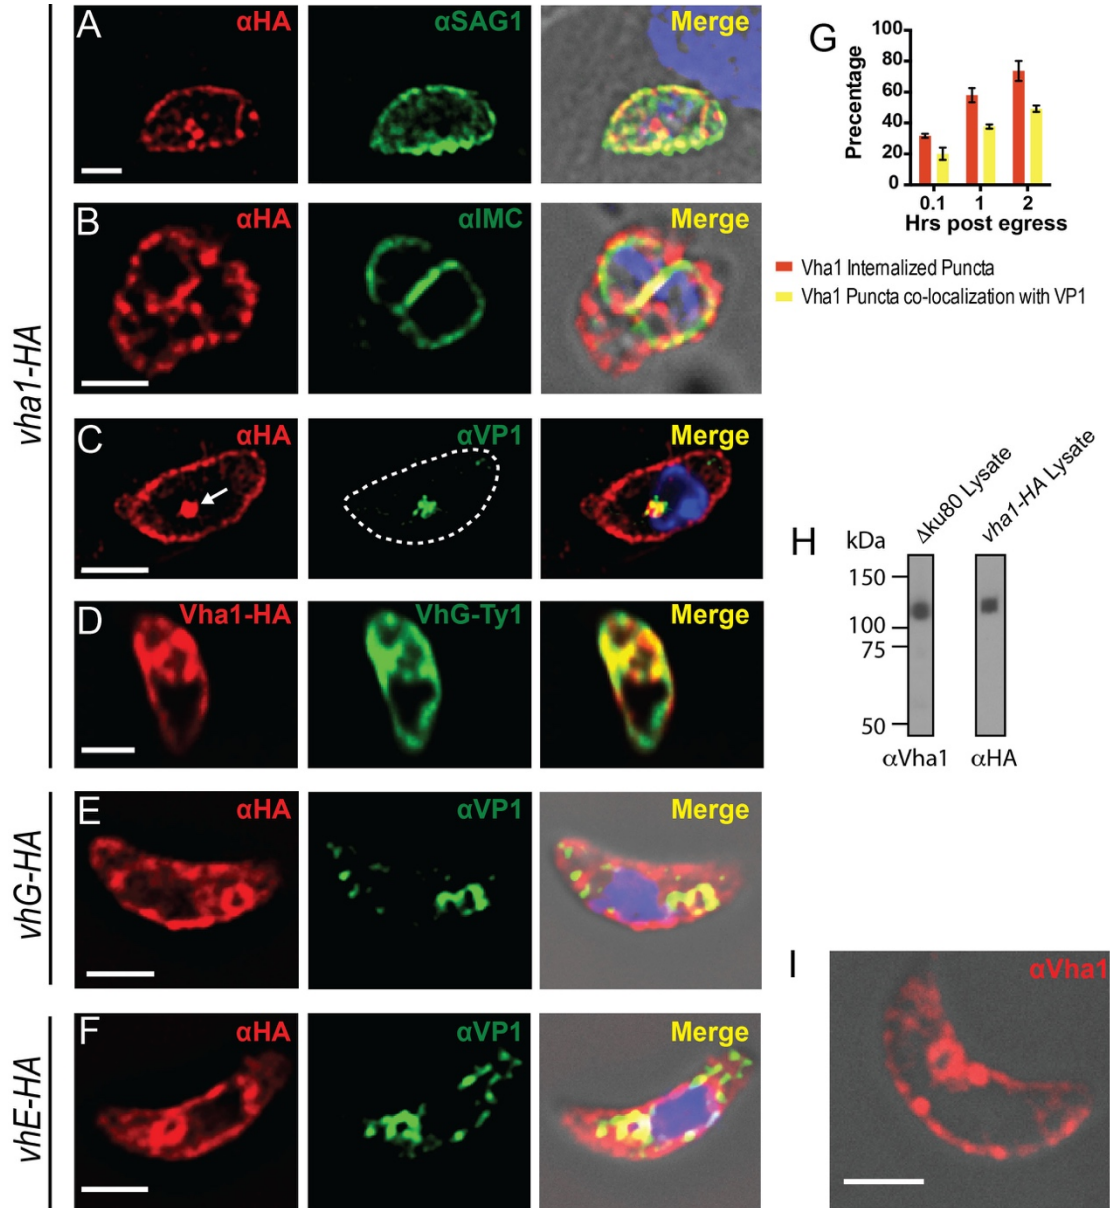 A αHA αSAG1 Merge
B αHA αIMC Merge
C αHA αVP1 Merge
D Vha1-HA VhG-Ty1 Merge
vha1-HA
E αHA αVP1 Merge
vhG-HA
F αHA αVP1 Merge
vhE-HA
G
Precentage
100
80
60
40
20
0
0.1 1 2
Hrs post egress
Vha1 Internalized Puncta
Vha1 Puncta co-localization with VP1
H kDa Δku80 Lysate vha1-HA Lysate
150
100
75
50
αVha1 αHA
I αVha1